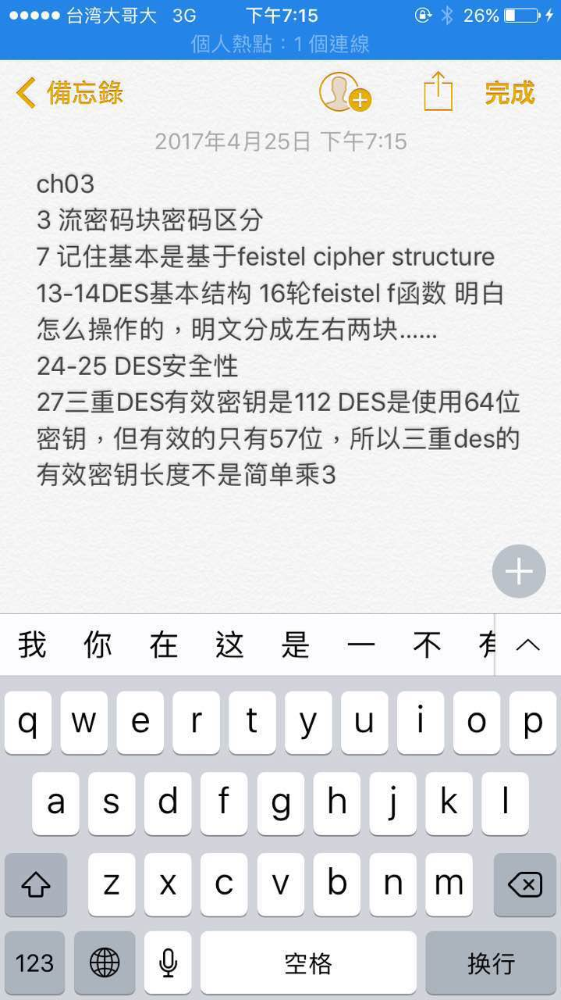 台湾大哥大 3G 下午7:15 26%
個人熱點：1 個連線
備忘錄 完成
2017年4月25日 下午7:15
ch03
3 流密码块密码区分
7 记住基本是基于feistel cipher structure
13-14DES基本结构 16轮feistel f函数 明白
怎么操作的，明文分成左右两块……
24-25 DES安全性
27三重DES有效密钥是112 DES是使用64位
密钥，但有效的只有57位，所以三重des的
有效密钥长度不是简单乘3
我 你 在 这 是 一 不 有
q w e r t y u i o p
a s d f g h j k l
z x c v b n m
123 空格 换行